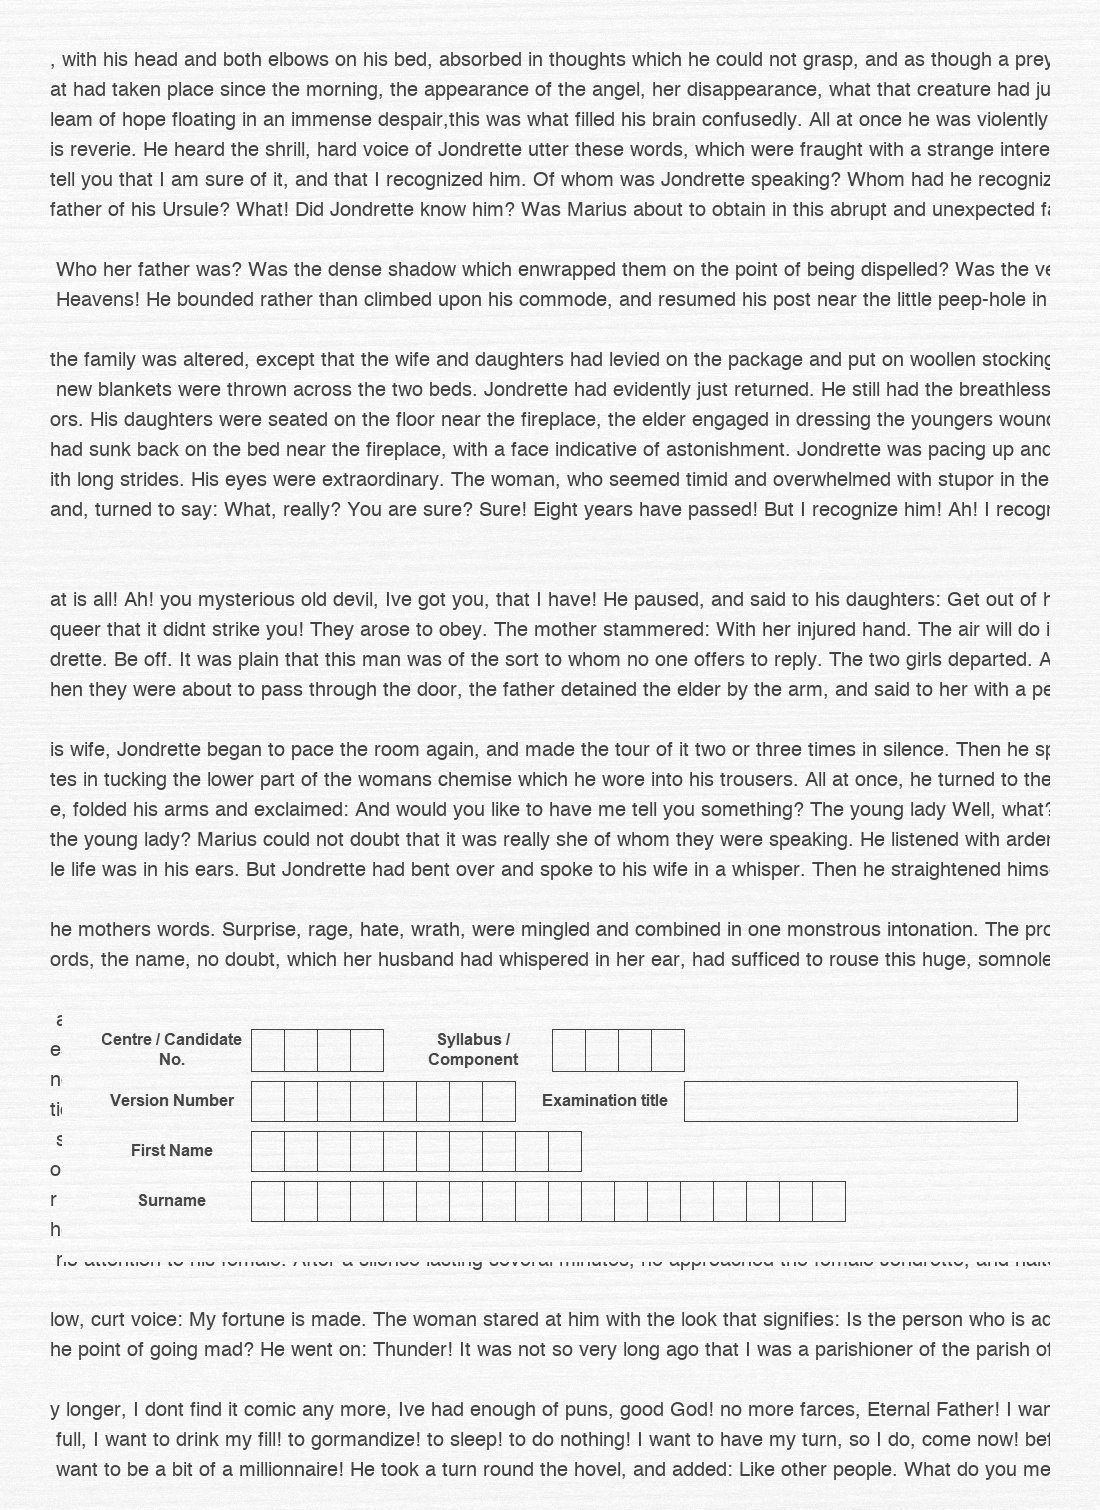 , with his head and both elbows on his bed, absorbed in thoughts which he could not grasp, and as though a prey
at had taken place since the morning, the appearance of the angel, her disappearance, what that creature had ju
leam of hope floating in an immense despair,this was what filled his brain confusedly. All at once he was violently
is reverie. He heard the shrill, hard voice of Jondrette utter these words, which were fraught with a strange intere
tell you that I am sure of it, and that I recognized him. Of whom was Jondrette speaking? Whom had he recogniz
father of his Ursule? What! Did Jondrette know him? Was Marius about to obtain in this abrupt and unexpected fa
Who her father was? Was the dense shadow which enwrapped them on the point of being dispelled? Was the ve
Heavens! He bounded rather than climbed upon his commode, and resumed his post near the little peep-hole in
the family was altered, except that the wife and daughters had levied on the package and put on woollen stocking
new blankets were thrown across the two beds. Jondrette had evidently just returned. He still had the breathless
ors. His daughters were seated on the floor near the fireplace, the elder engaged in dressing the youngers wound
had sunk back on the bed near the fireplace, with a face indicative of astonishment. Jondrette was pacing up and
ith long strides. His eyes were extraordinary. The woman, who seemed timid and overwhelmed with stupor in the
and, turned to say: What, really? You are sure? Sure! Eight years have passed! But I recognize him! Ah! I recogn
at is all! Ah! you mysterious old devil, Ive got you, that I have! He paused, and said to his daughters: Get out of h
queer that it didnt strike you! They arose to obey. The mother stammered: With her injured hand. The air will do i
drette. Be off. It was plain that this man was of the sort to whom no one offers to reply. The two girls departed. A
hen they were about to pass through the door, the father detained the elder by the arm, and said to her with a pe
is wife, Jondrette began to pace the room again, and made the tour of it two or three times in silence. Then he sp
tes in tucking the lower part of the womans chemise which he wore into his trousers. All at once, he turned to the
e, folded his arms and exclaimed: And would you like to have me tell you something? The young lady Well, what?
the young lady? Marius could not doubt that it was really she of whom they were speaking. He listened with arden
le life was in his ears. But Jondrette had bent over and spoke to his wife in a whisper. Then he straightened hims
he mothers words. Surprise, rage, hate, wrath, were mingled and combined in one monstrous intonation. The pro
ords, the name, no doubt, which her husband had whispered in her ear, had sufficed to rouse this huge, somnole
Centre / Candidate No.
Syllabus / Component
Version Number
Examination title
First Name
Surname
his attention to his female. After a silence lasting several minutes, he approached the female Jondrette, and halte
low, curt voice: My fortune is made. The woman stared at him with the look that signifies: Is the person who is ad
he point of going mad? He went on: Thunder! It was not so very long ago that I was a parishioner of the parish of
y longer, I dont find it comic any more, Ive had enough of puns, good God! no more farces, Eternal Father! I wan
full, I want to drink my fill! to gormandize! to sleep! to do nothing! I want to have my turn, so I do, come now! bef
want to be a bit of a millionnaire! He took a turn round the hovel, and added: Like other people. What do you me